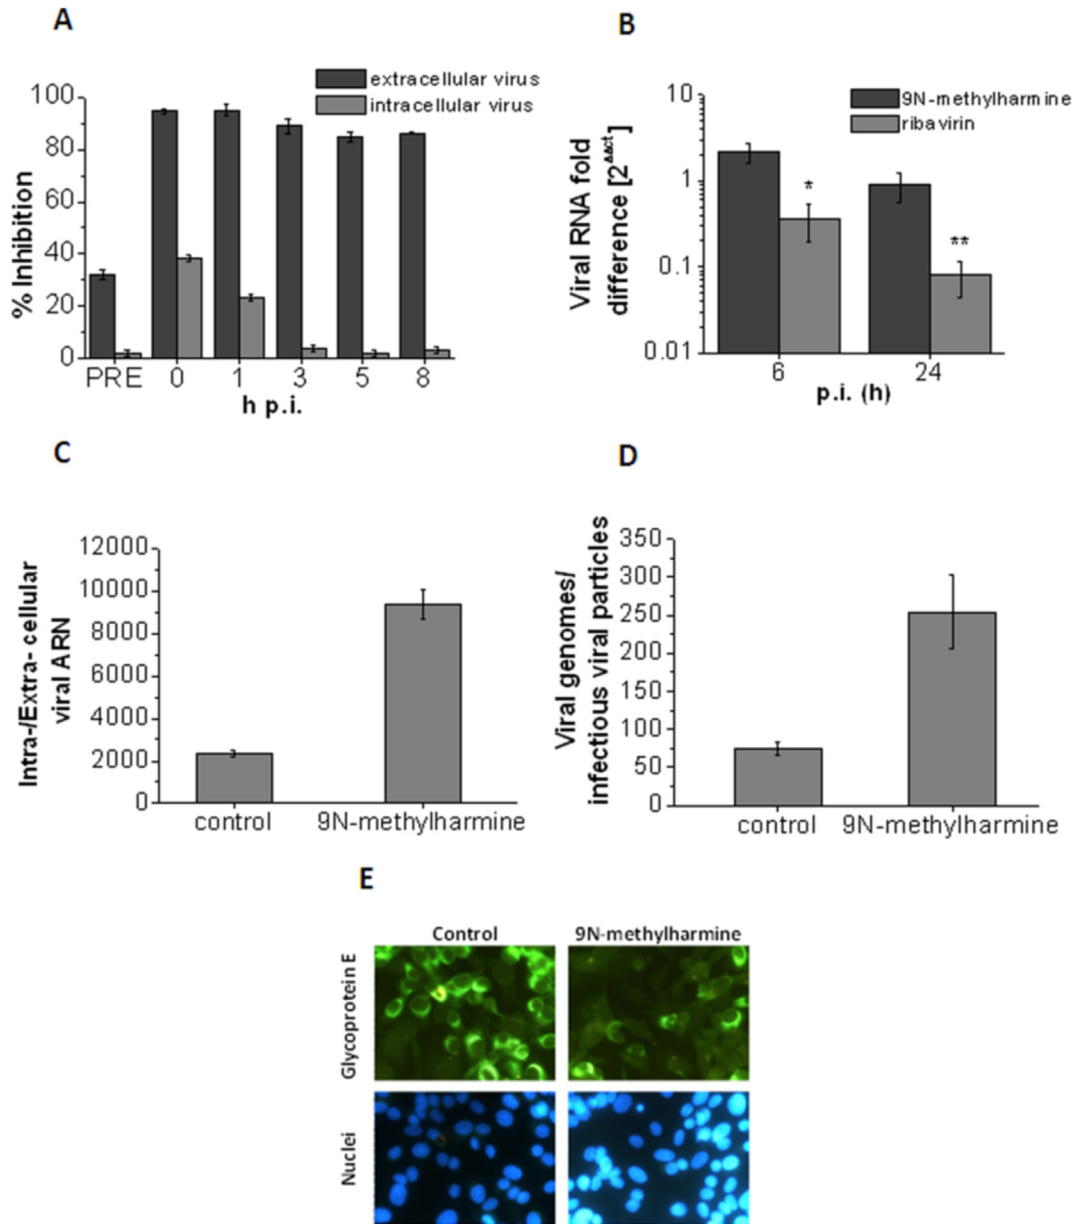 A
extracellular virus
intracellular virus
% Inhibition
100
80
60
40
20
0
PRE 0 1 3 5 8
h p.i.
B
9N-methylharmine
ribavirin
Viral RNA fold
difference [2^ΔΔct]
10
1
0.1
0.01
*
**
6 24
p.i. (h)
C
Intra-/Extra- cellular
viral ARN
12000
10000
8000
6000
4000
2000
0
control 9N-methylharmine
D
Viral genomes/
infectious viral particles
350
300
250
200
150
100
50
0
control 9N-methylharmine
E
Control 9N-methylharmine
Glycoprotein E
Nuclei